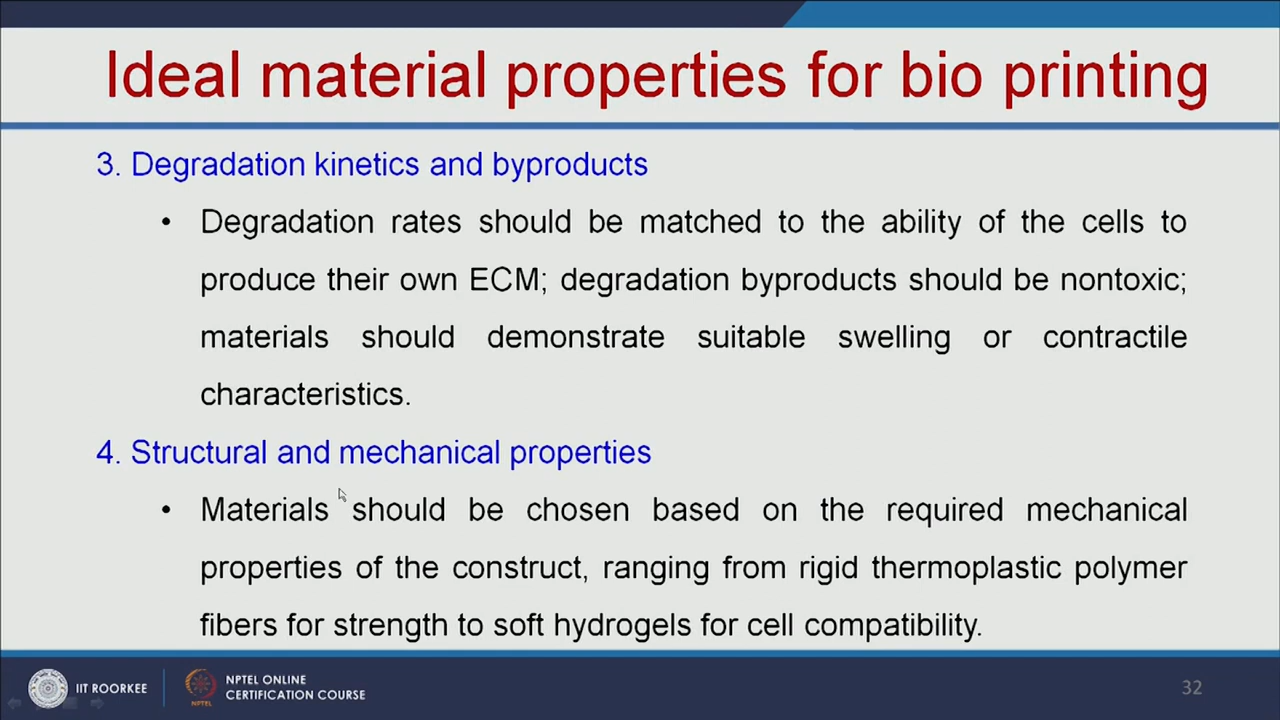 Ideal material properties for bio printing
3. Degradation kinetics and byproducts
• Degradation rates should be matched to the ability of the cells to
produce their own ECM; degradation byproducts should be nontoxic;
materials should demonstrate suitable swelling or contractile
characteristics.
4. Structural and mechanical properties
• Materials should be chosen based on the required mechanical
properties of the construct, ranging from rigid thermoplastic polymer
fibers for strength to soft hydrogels for cell compatibility.
IIT ROORKEE
NPTEL
NPTEL ONLINE
CERTIFICATION COURSE
32